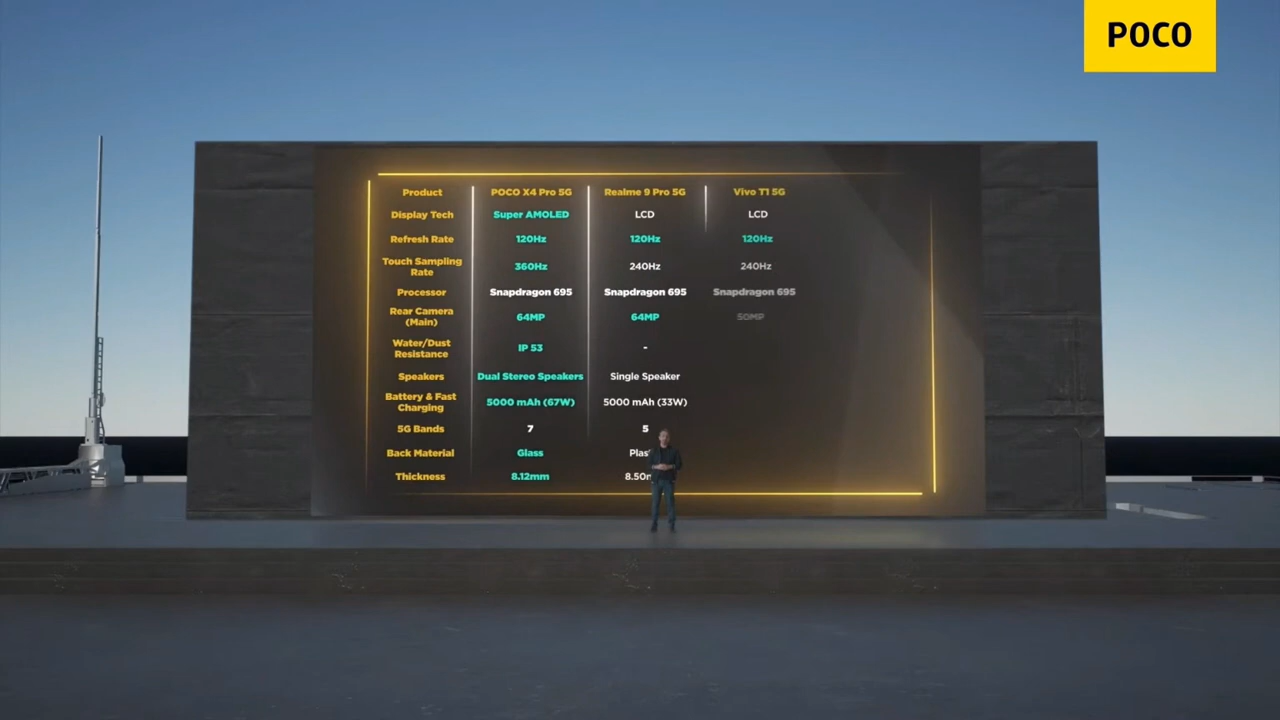 POCO
Product POCO X4 Pro 5G Realme 9 Pro 5G Vivo T1 5G
Display Tech Super AMOLED LCD LCD
Refresh Rate 120Hz 120Hz 120Hz
Touch Sampling
Rate 360Hz 240Hz 240Hz
Processor Snapdragon 695 Snapdragon 695 Snapdragon 695
Rear Camera
(Main) 64MP 64MP 50MP
Water/Dust
Resistance IP 53 -
Speakers Dual Stereo Speakers Single Speaker
Battery & Fast
Charging 5000 mAh (67W) 5000 mAh (33W)
5G Bands 7 5
Back Material Glass Plas
Thickness 8.12mm 8.50